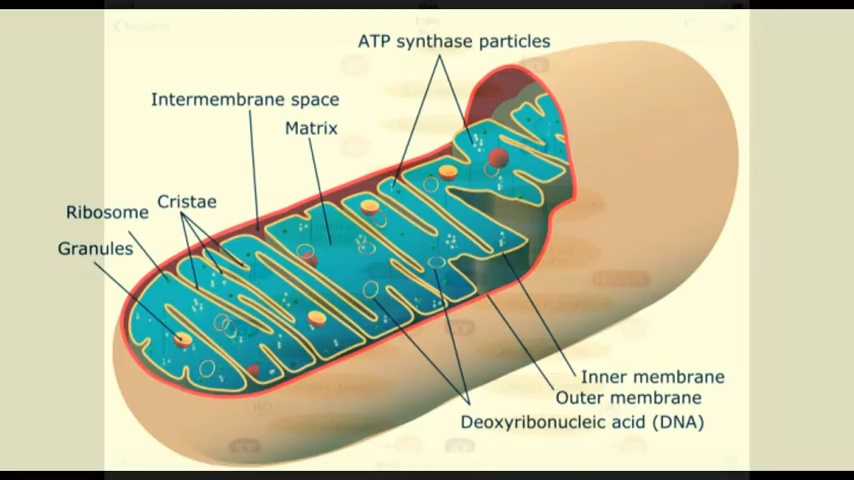 ATP synthase particles
Intermembrane space
Matrix
Cristae
Ribosome
Granules
Inner membrane
Outer membrane
Deoxyribonucleic acid (DNA)